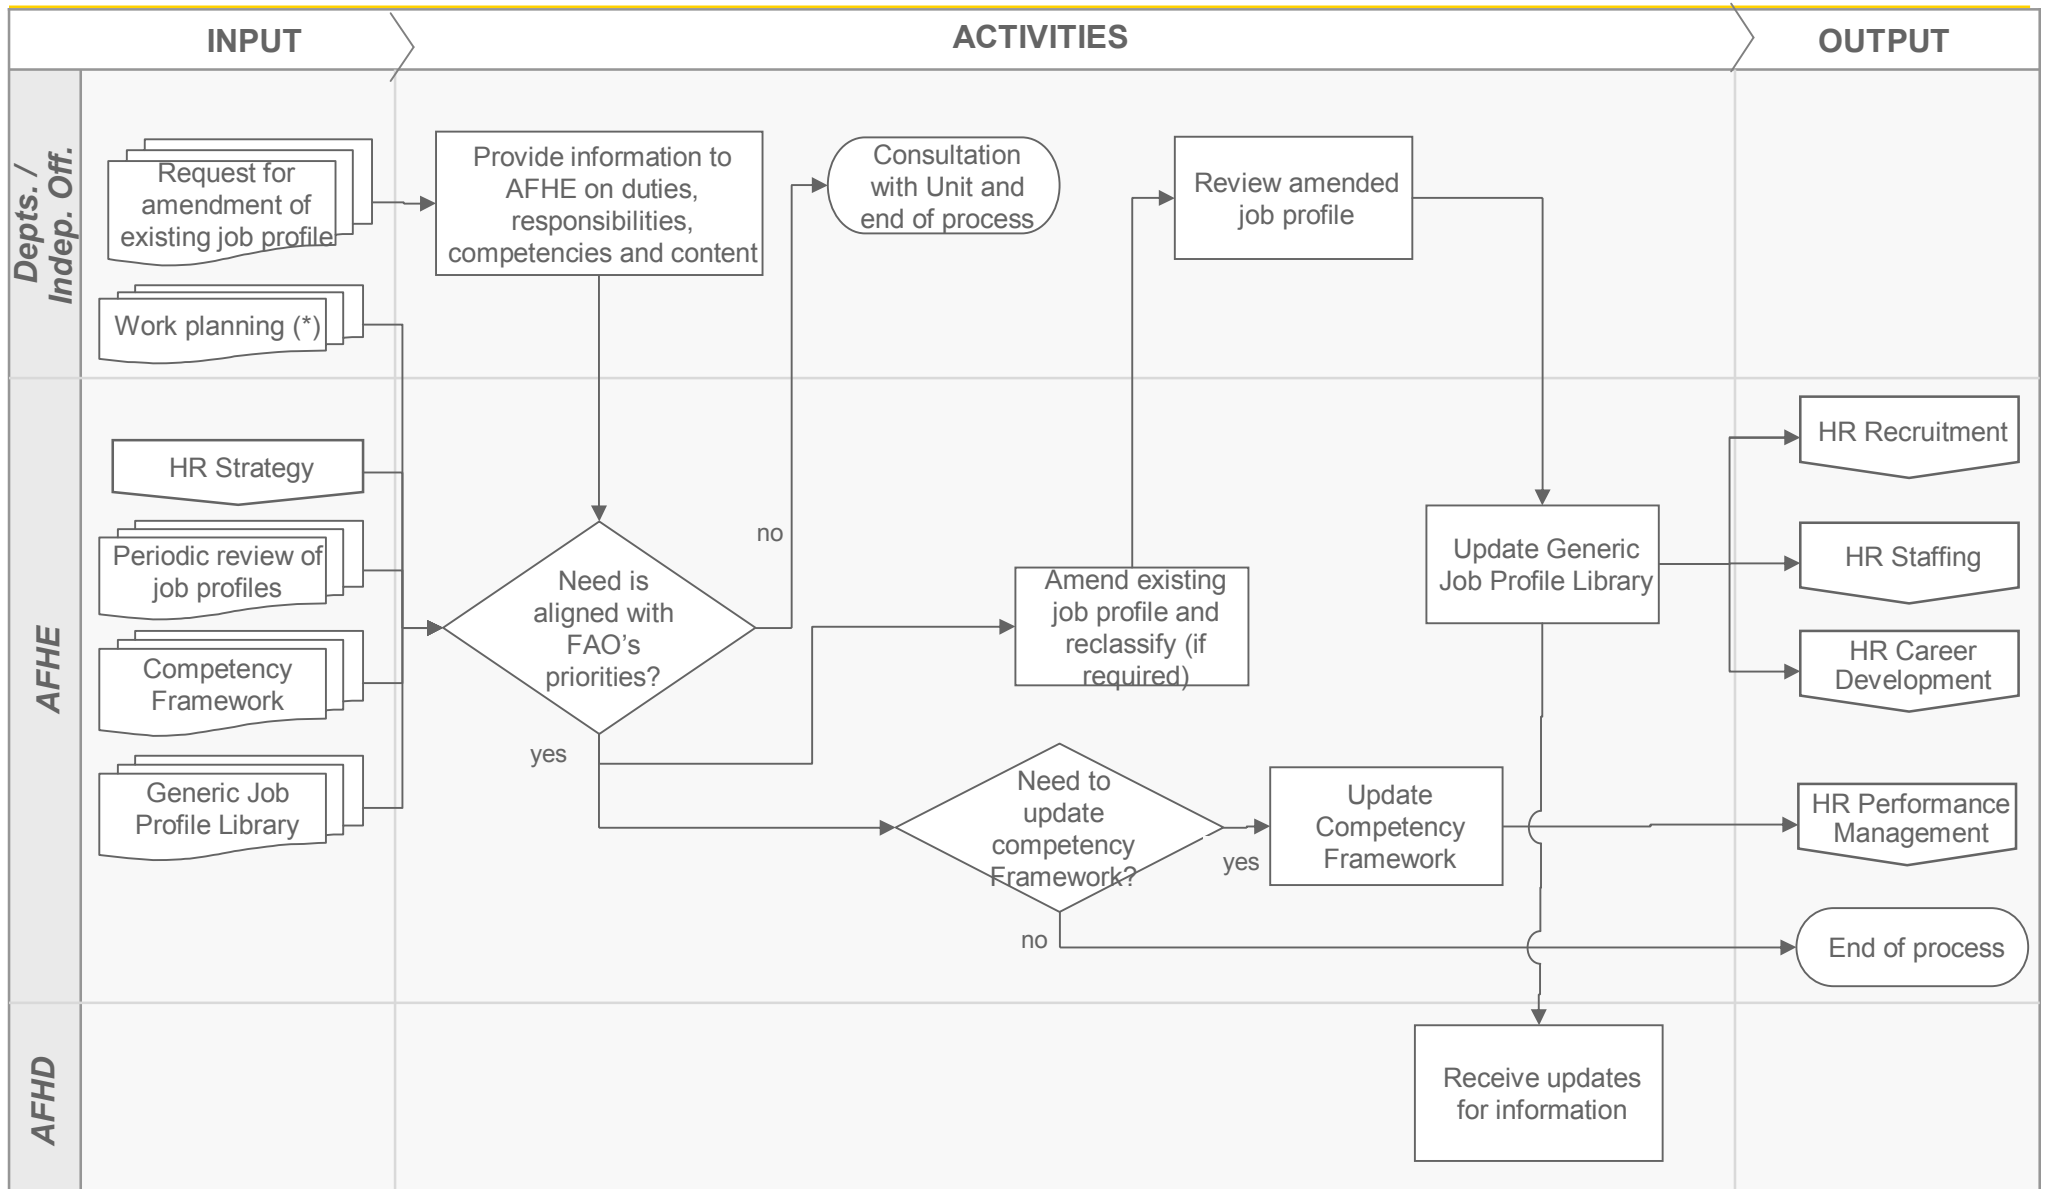 INPUT
ACTIVITIES
OUTPUT
Depts. /
Indep. Off.
Request for
amendment of
existing job profile
Provide information to
AFHE on duties,
responsibilities,
competencies and content
Consultation
with Unit and
end of process
Review amended
job profile
Work planning (*)
AFHE
HR Strategy
Periodic review of
job profiles
Competency
Framework
Generic Job
Profile Library
Need is
aligned with
FAO’s
priorities?
no
yes
Amend existing
job profile and
reclassify (if
required)
Update Generic
Job Profile Library
HR Recruitment
HR Staffing
HR Career
Development
Need to
update
competency
Framework?
yes
no
Update
Competency
Framework
HR Performance
Management
End of process
AFHD
Receive updates
for information